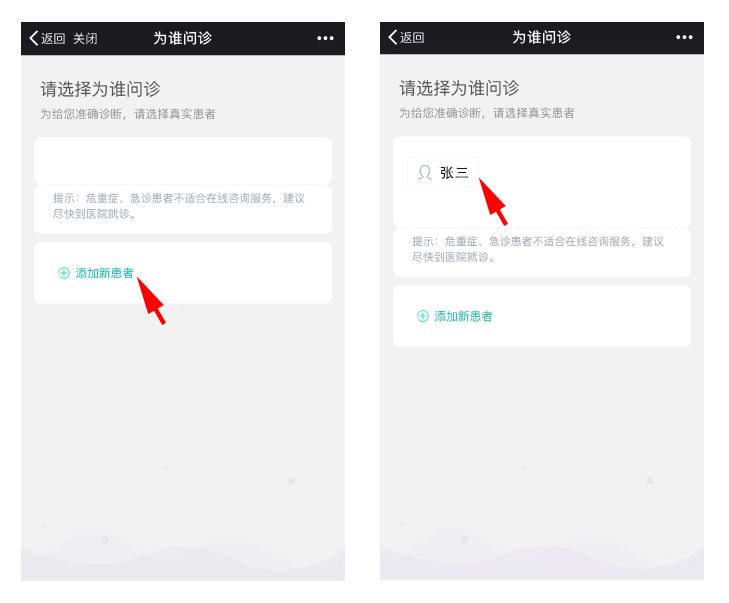 返回 关闭 为谁问诊
请选择为谁问诊
为给您准确诊断，请选择真实患者
提示：危重症、急诊患者不适合在线咨询服务，建议
尽快到医院就诊。
添加新患者
返回 为谁问诊
请选择为谁问诊
为给您准确诊断，请选择真实患者
张三
提示：危重症、急诊患者不适合在线咨询服务，建议
尽快到医院就诊。
添加新患者